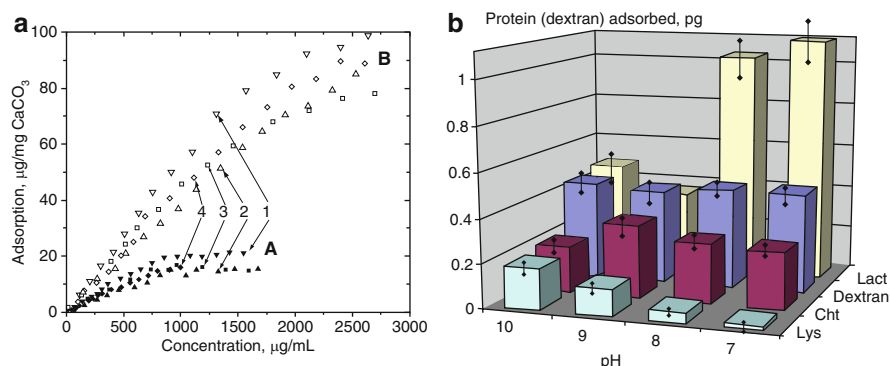 a
Adsorption, µg/mg CaCO3
100
80
60
40
20
0
B
4 3 2 1
A
0 500 1000 1500 2000 2500 3000
Concentration, µg/mL
b
Protein (dextran) adsorbed, pg
1
0.8
0.6
0.4
0.2
0
10
9
8
7
pH
Lact
Dextran
Cht
Lys